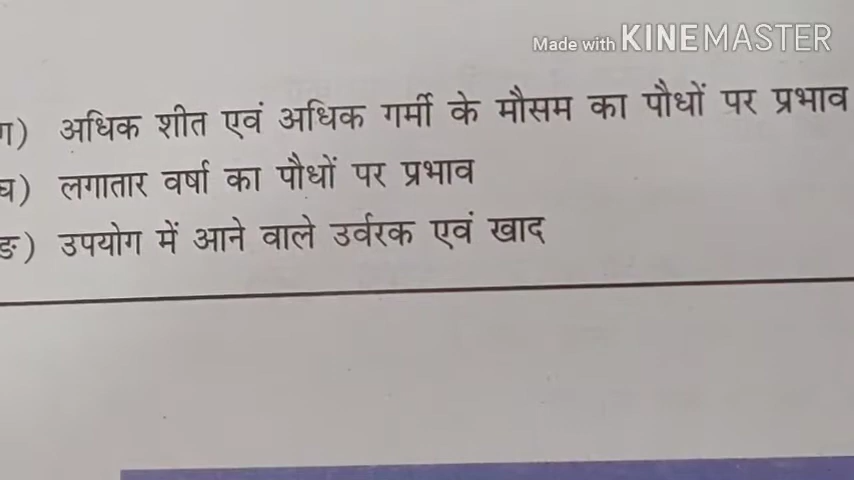 Made with KINEMASTER
ग) अधिक शीत एवं अधिक गर्मी के मौसम का पौधों पर प्रभाव
घ) लगातार वर्षा का पौधों पर प्रभाव
ङ) उपयोग में आने वाले उर्वरक एवं खाद